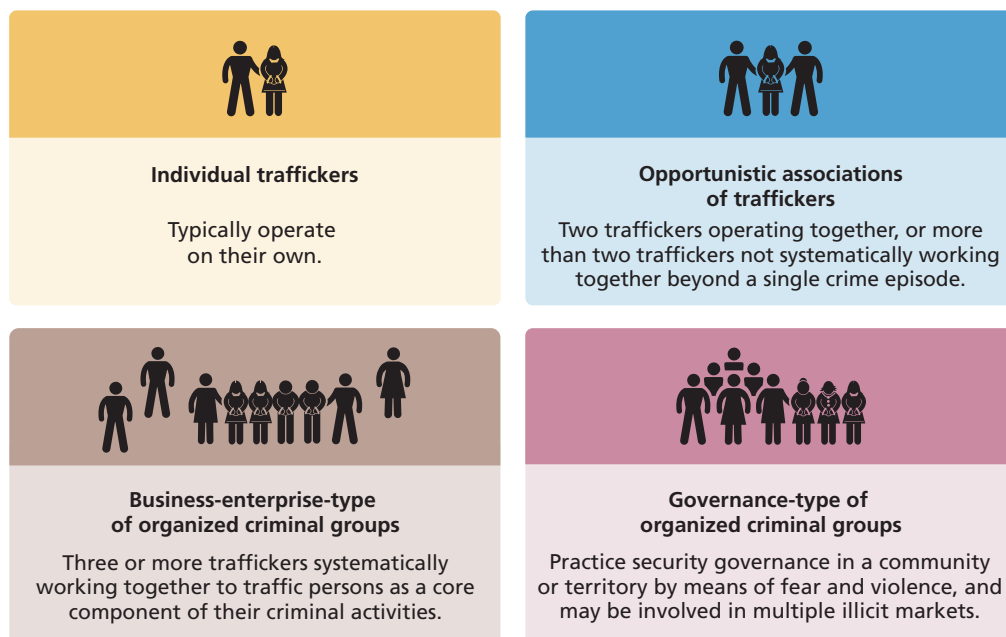 Individual traffickers
Typically operate
on their own.
Opportunistic associations
of traffickers
Two traffickers operating together, or more
than two traffickers not systematically working
together beyond a single crime episode.
Business-enterprise-type
of organized criminal groups
Three or more traffickers systematically
working together to traffic persons as a core
component of their criminal activities.
Governance-type of
organized criminal groups
Practice security governance in a community
or territory by means of fear and violence, and
may be involved in multiple illicit markets.